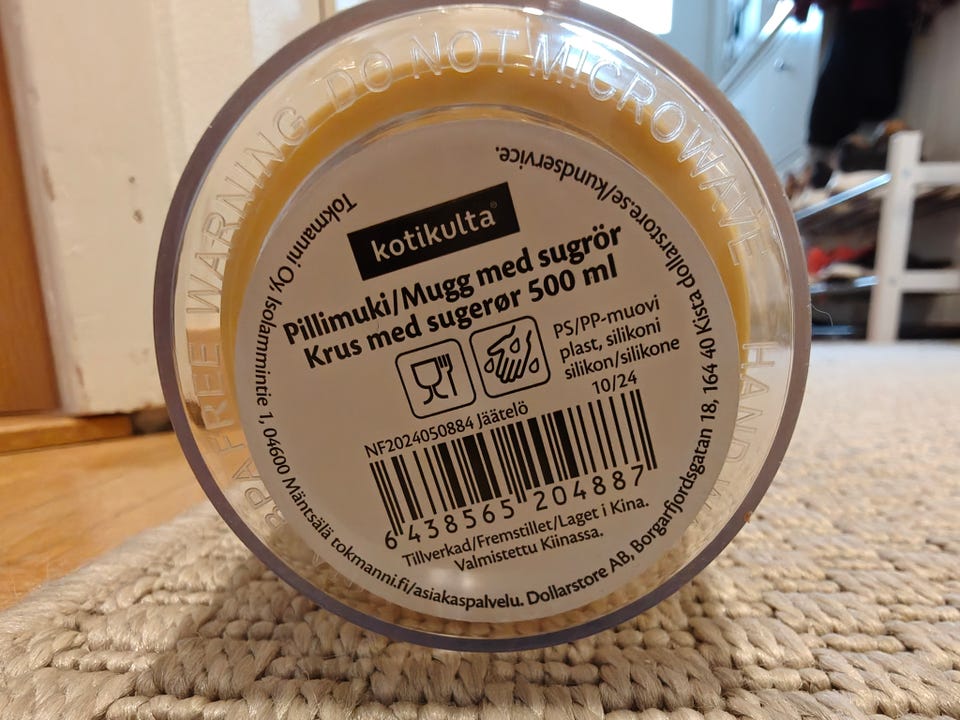 BPA FREE WARNING DO NOT MICROWAVE HAND
kotikulta®
Pillimuki/Mugg med sugrör
Krus med sugerør 500 ml
PS/PP-muovi
plast, silikoni
silikon/silikone
10/24
NF2024050884 Jäätelö
6 438565 204887
Tillverkad/Fremstillet/Laget i Kina.
Valmistettu Kiinassa.
Tokmanni Oy, Isolammintie 1, 04600 Mäntsälä tokmanni.fi/asiakaspalvelu. Dollarstore AB, Borgarfjordsgatan 18, 164 40 Kista dollarstore.se/kundservice.